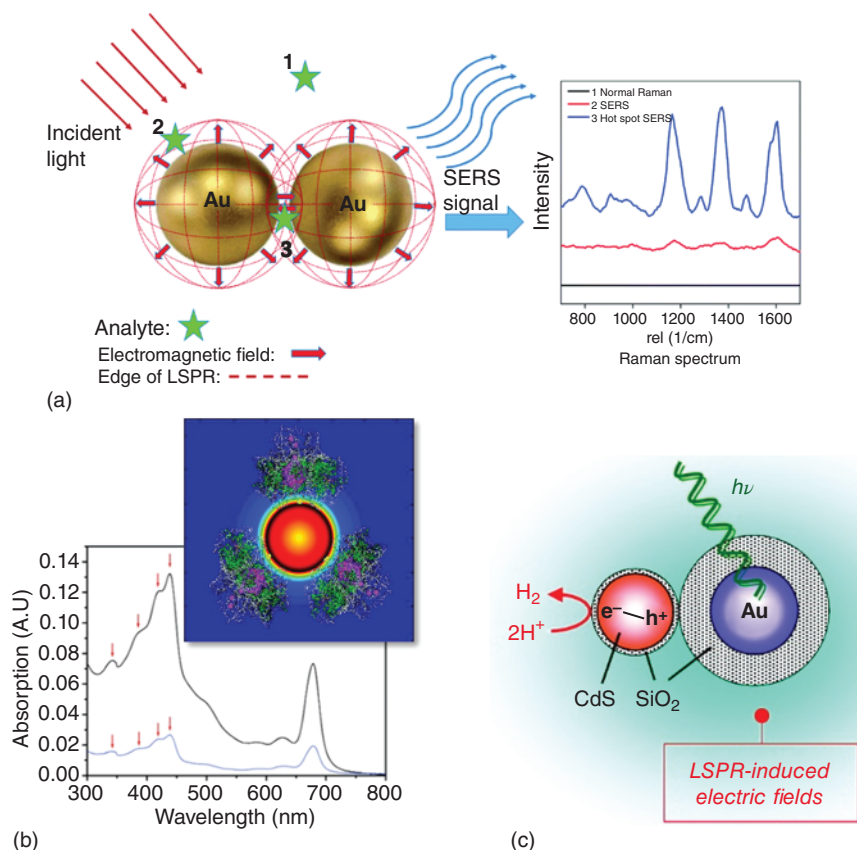 1
2
Incident
light
Au
Au
3
SERS
signal
Analyte:
Electromagnetic field:
Edge of LSPR:
1 Normal Raman
2 SERS
3 Hot spot SERS
Intensity
800 1000 1200 1400 1600
rel (1/cm)
Raman spectrum
(a)
Absorption (A.U)
0.14
0.12
0.10
0.08
0.06
0.04
0.02
0.00
300 400 500 600 700 800
Wavelength (nm)
(b)
hν
H₂
2H⁺
e⁻
h⁺
Au
CdS
SiO₂
LSPR-induced
electric fields
(c)